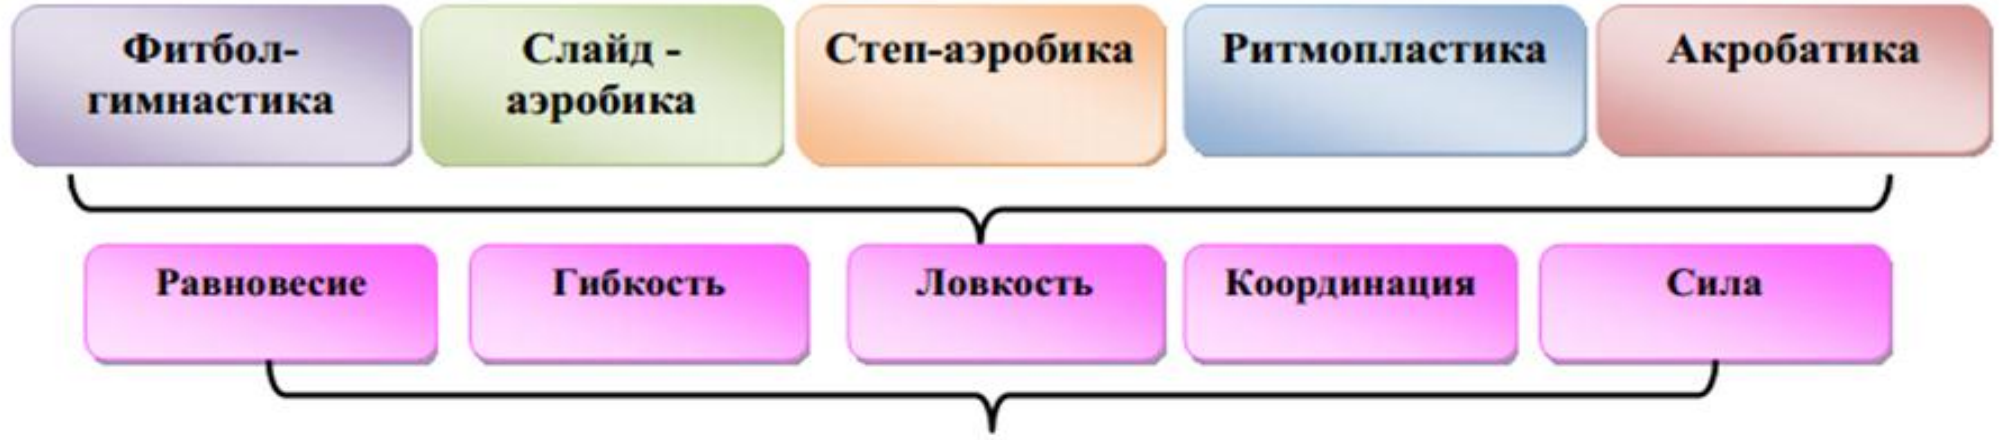 Фитбол-
гимнастика
Слайд -
аэробика
Степ-аэробика
Ритмопластика
Акробатика
Равновесие
Гибкость
Ловкость
Координация
Сила